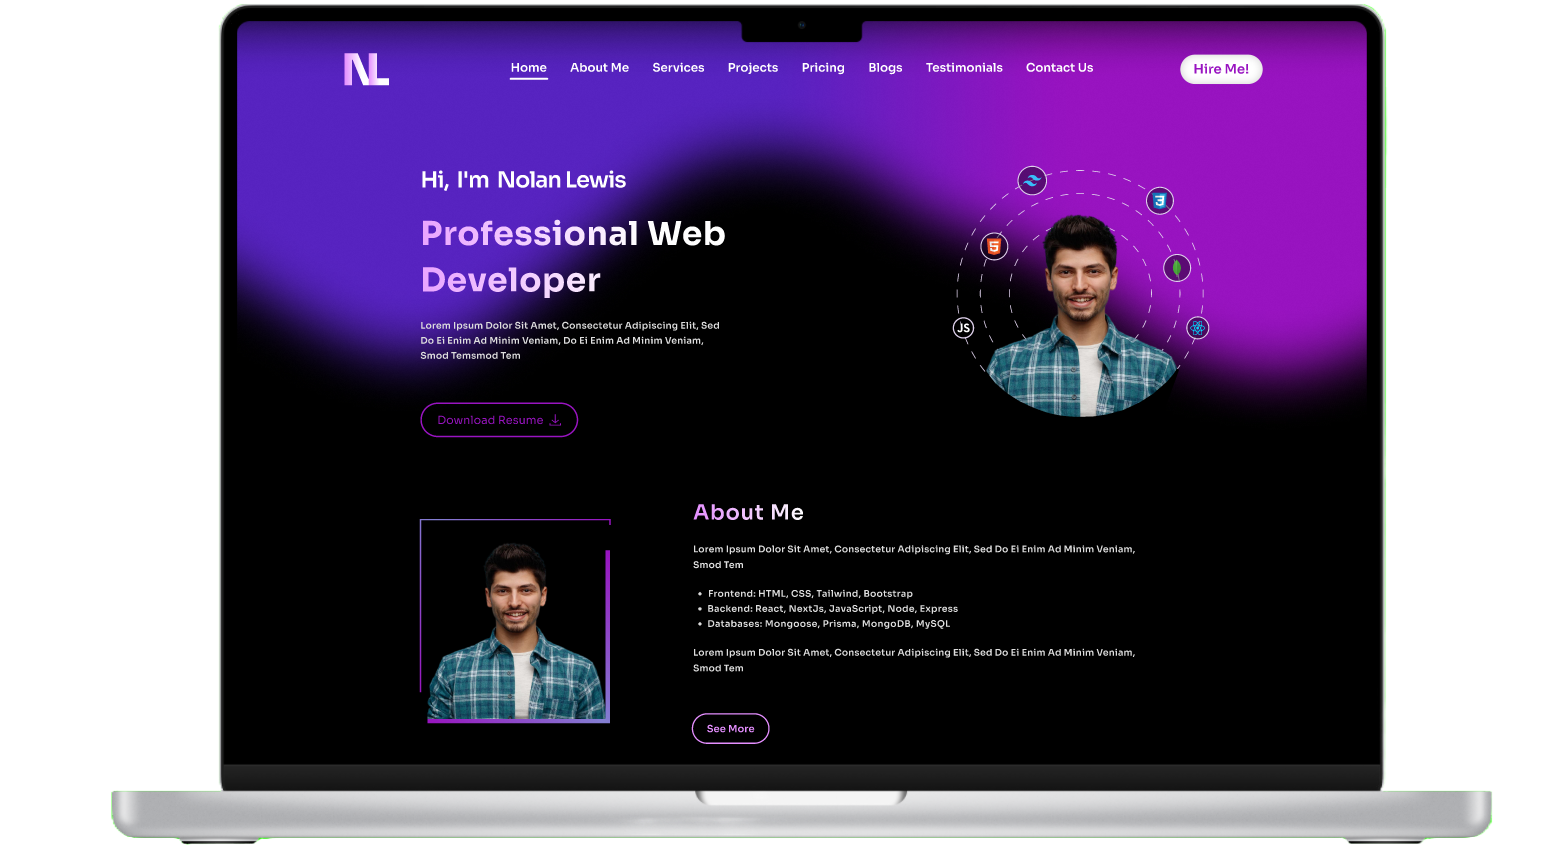 NL
Home About Me Services Projects Pricing Blogs Testimonials Contact Us
Hire Me!
Hi, I'm Nolan Lewis
Professional Web
Developer
Lorem Ipsum Dolor Sit Amet, Consectetur Adipiscing Elit, Sed
Do Ei Enim Ad Minim Veniam, Do Ei Enim Ad Minim Veniam,
Smod Temsmod Tem
Download Resume
3
5
JS
About Me
Lorem Ipsum Dolor Sit Amet, Consectetur Adipiscing Elit, Sed Do Ei Enim Ad Minim Veniam,
Smod Tem
• Frontend: HTML, CSS, Tailwind, Bootstrap
• Backend: React, NextJs, JavaScript, Node, Express
• Databases: Mongoose, Prisma, MongoDB, MySQL
Lorem Ipsum Dolor Sit Amet, Consectetur Adipiscing Elit, Sed Do Ei Enim Ad Minim Veniam,
Smod Tem
See More